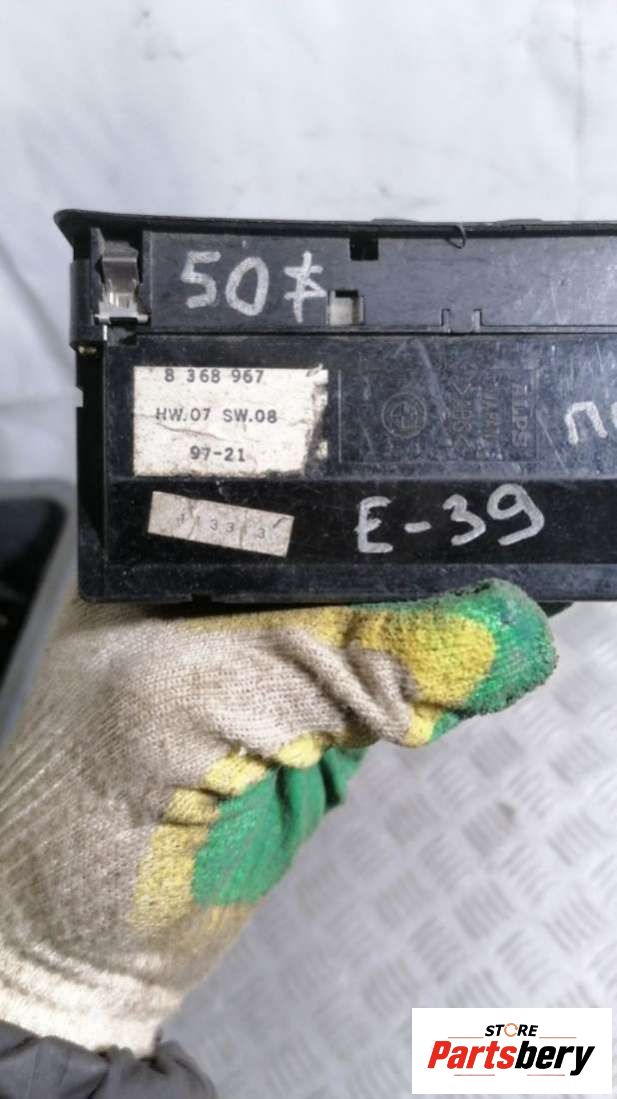 50$
8 368 967
HW.07 SW.08
97-21
E-39
STORE
Partsbery